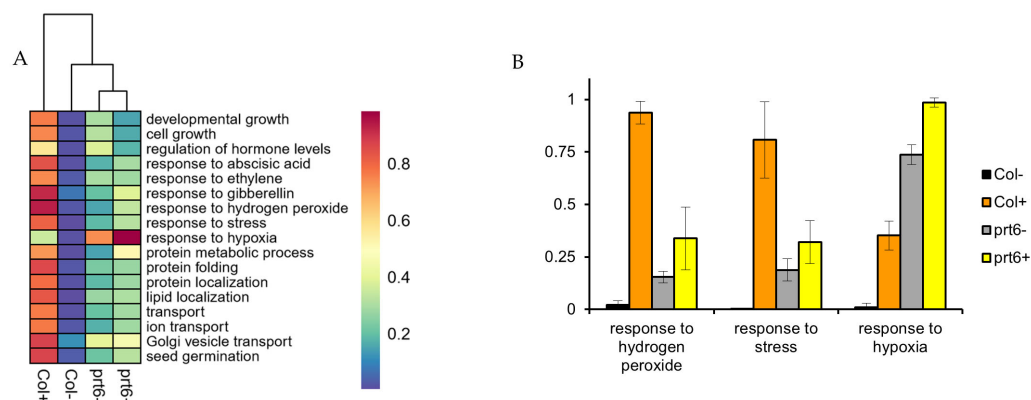 A
developmental growth
cell growth
regulation of hormone levels
response to abscisic acid
response to ethylene
response to gibberellin
response to hydrogen peroxide
response to stress
response to hypoxia
protein metabolic process
protein folding
protein localization
lipid localization
transport
ion transport
Golgi vesicle transport
seed germination
Col+
Col-
prt6-
prt6-
0.8
0.6
0.4
0.2
B
1
0.75
0.5
0.25
0
response to
hydrogen
peroxide
response to
stress
response to
hypoxia
Col-
Col+
prt6-
prt6+